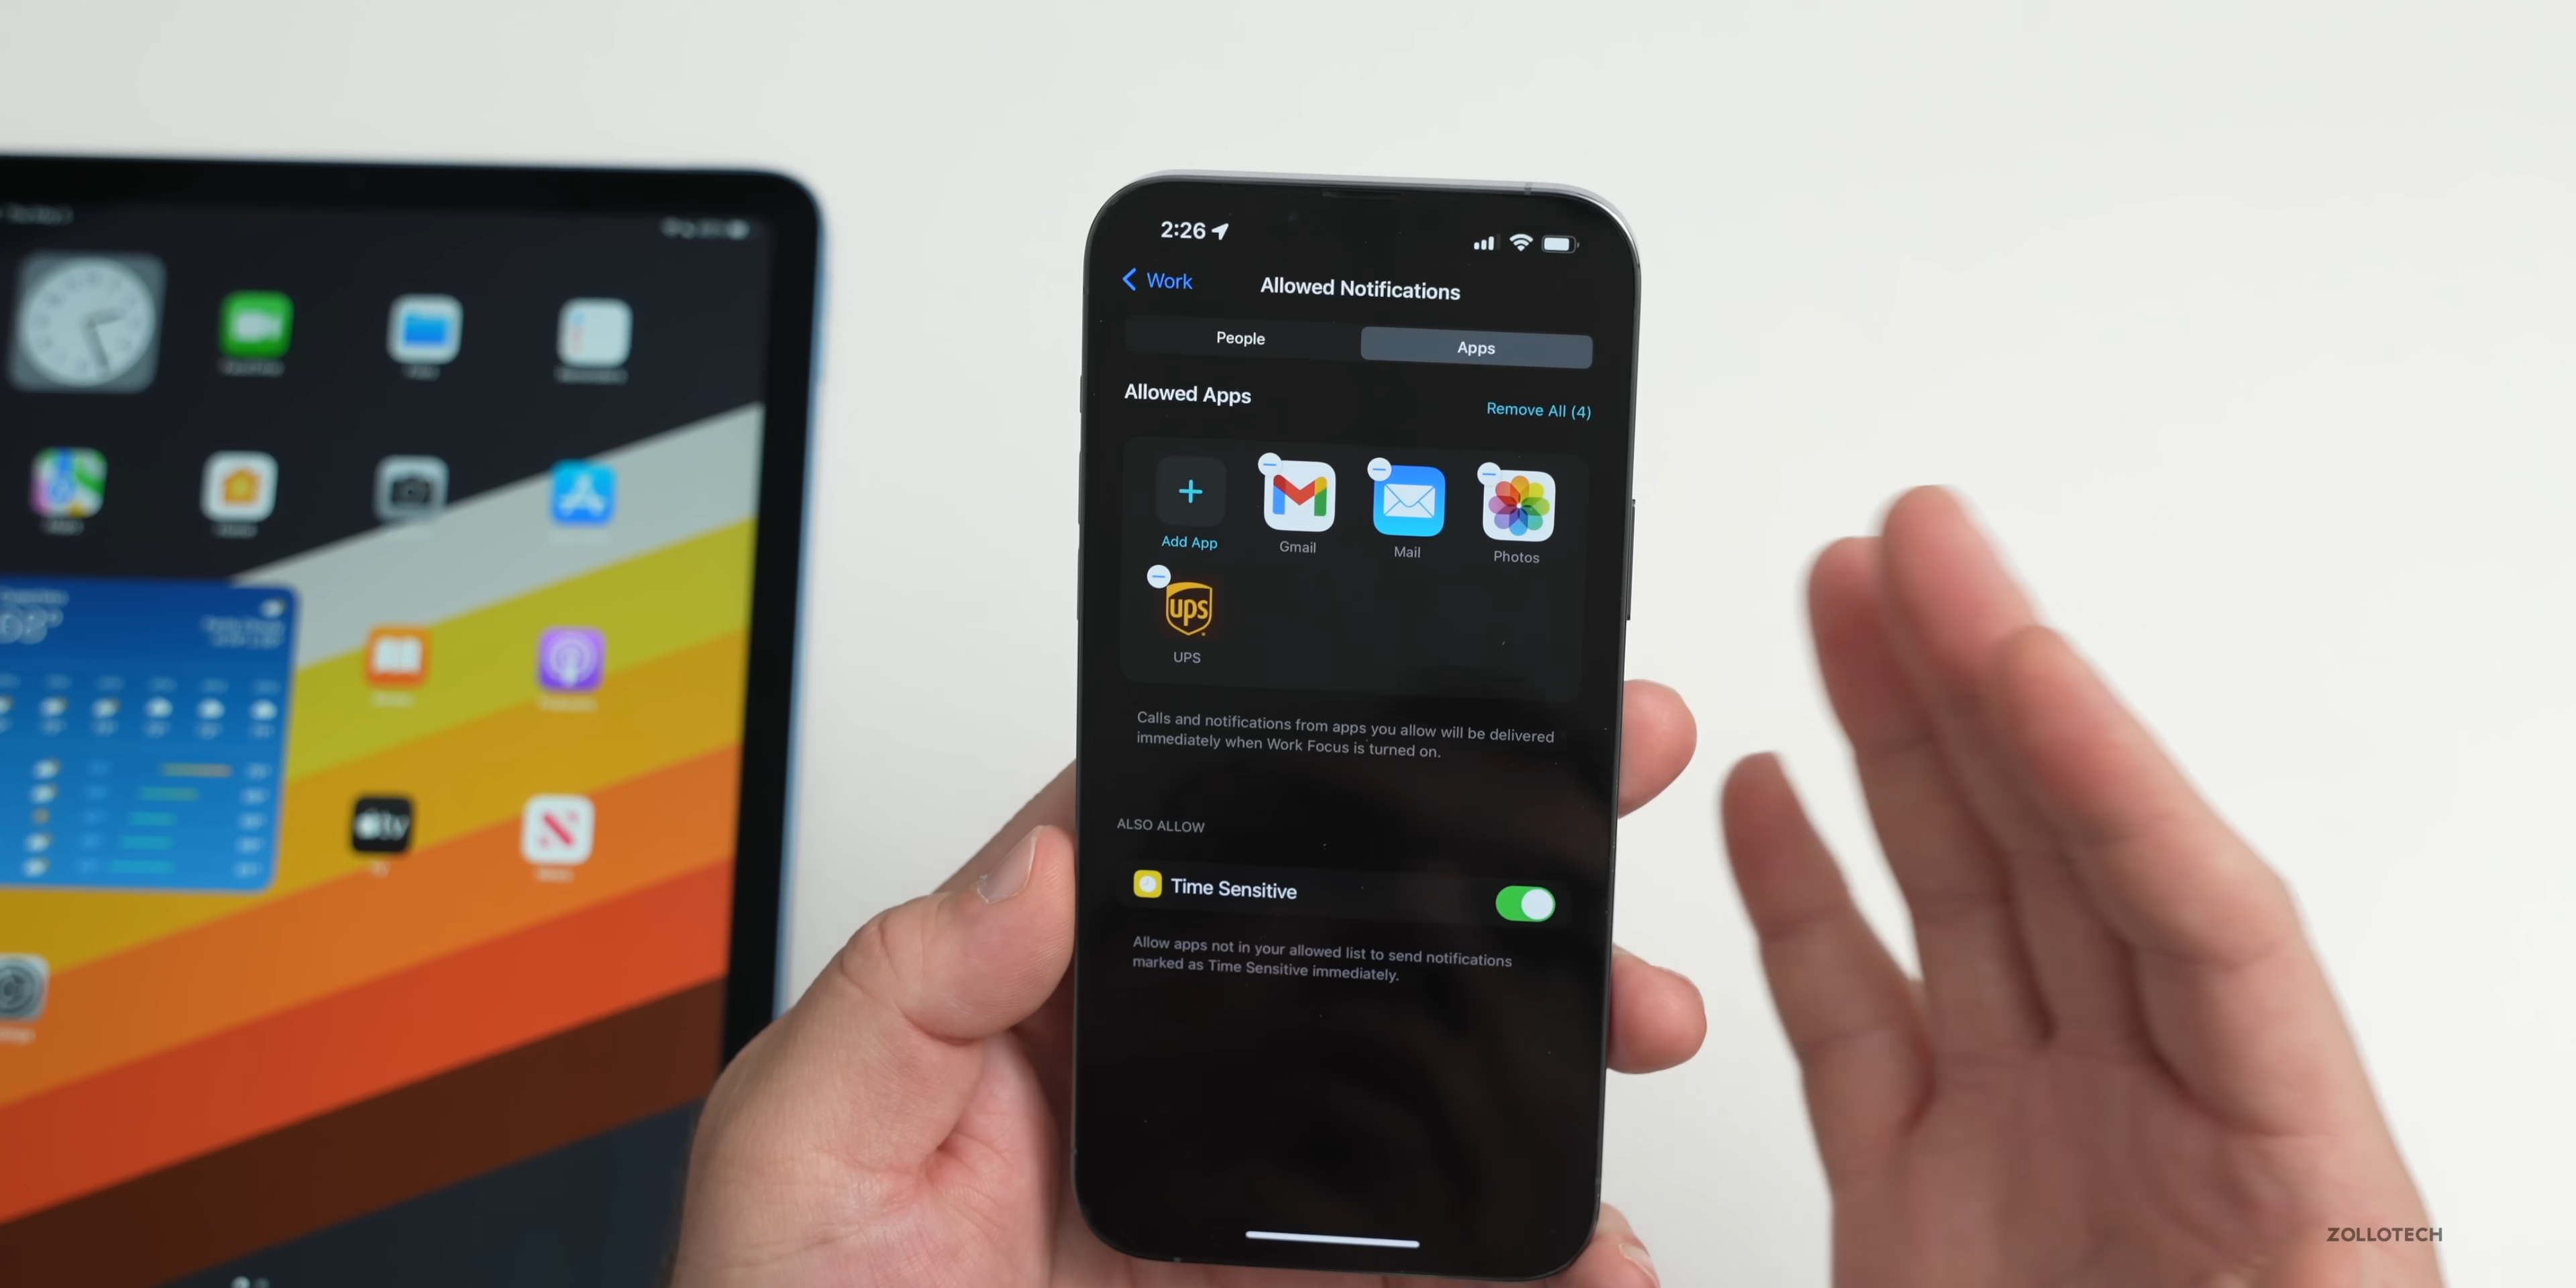 2:26
Work
Allowed Notifications
People
Apps
Allowed Apps
Remove All (4)
Add App
Gmail
Mail
Photos
ups
UPS
Calls and notifications from apps you allow will be delivered
immediately when Work Focus is turned on.
ALSO ALLOW
Time Sensitive
Allow apps not in your allowed list to send notifications
marked as Time Sensitive immediately.
tv
ZOLLOTECH